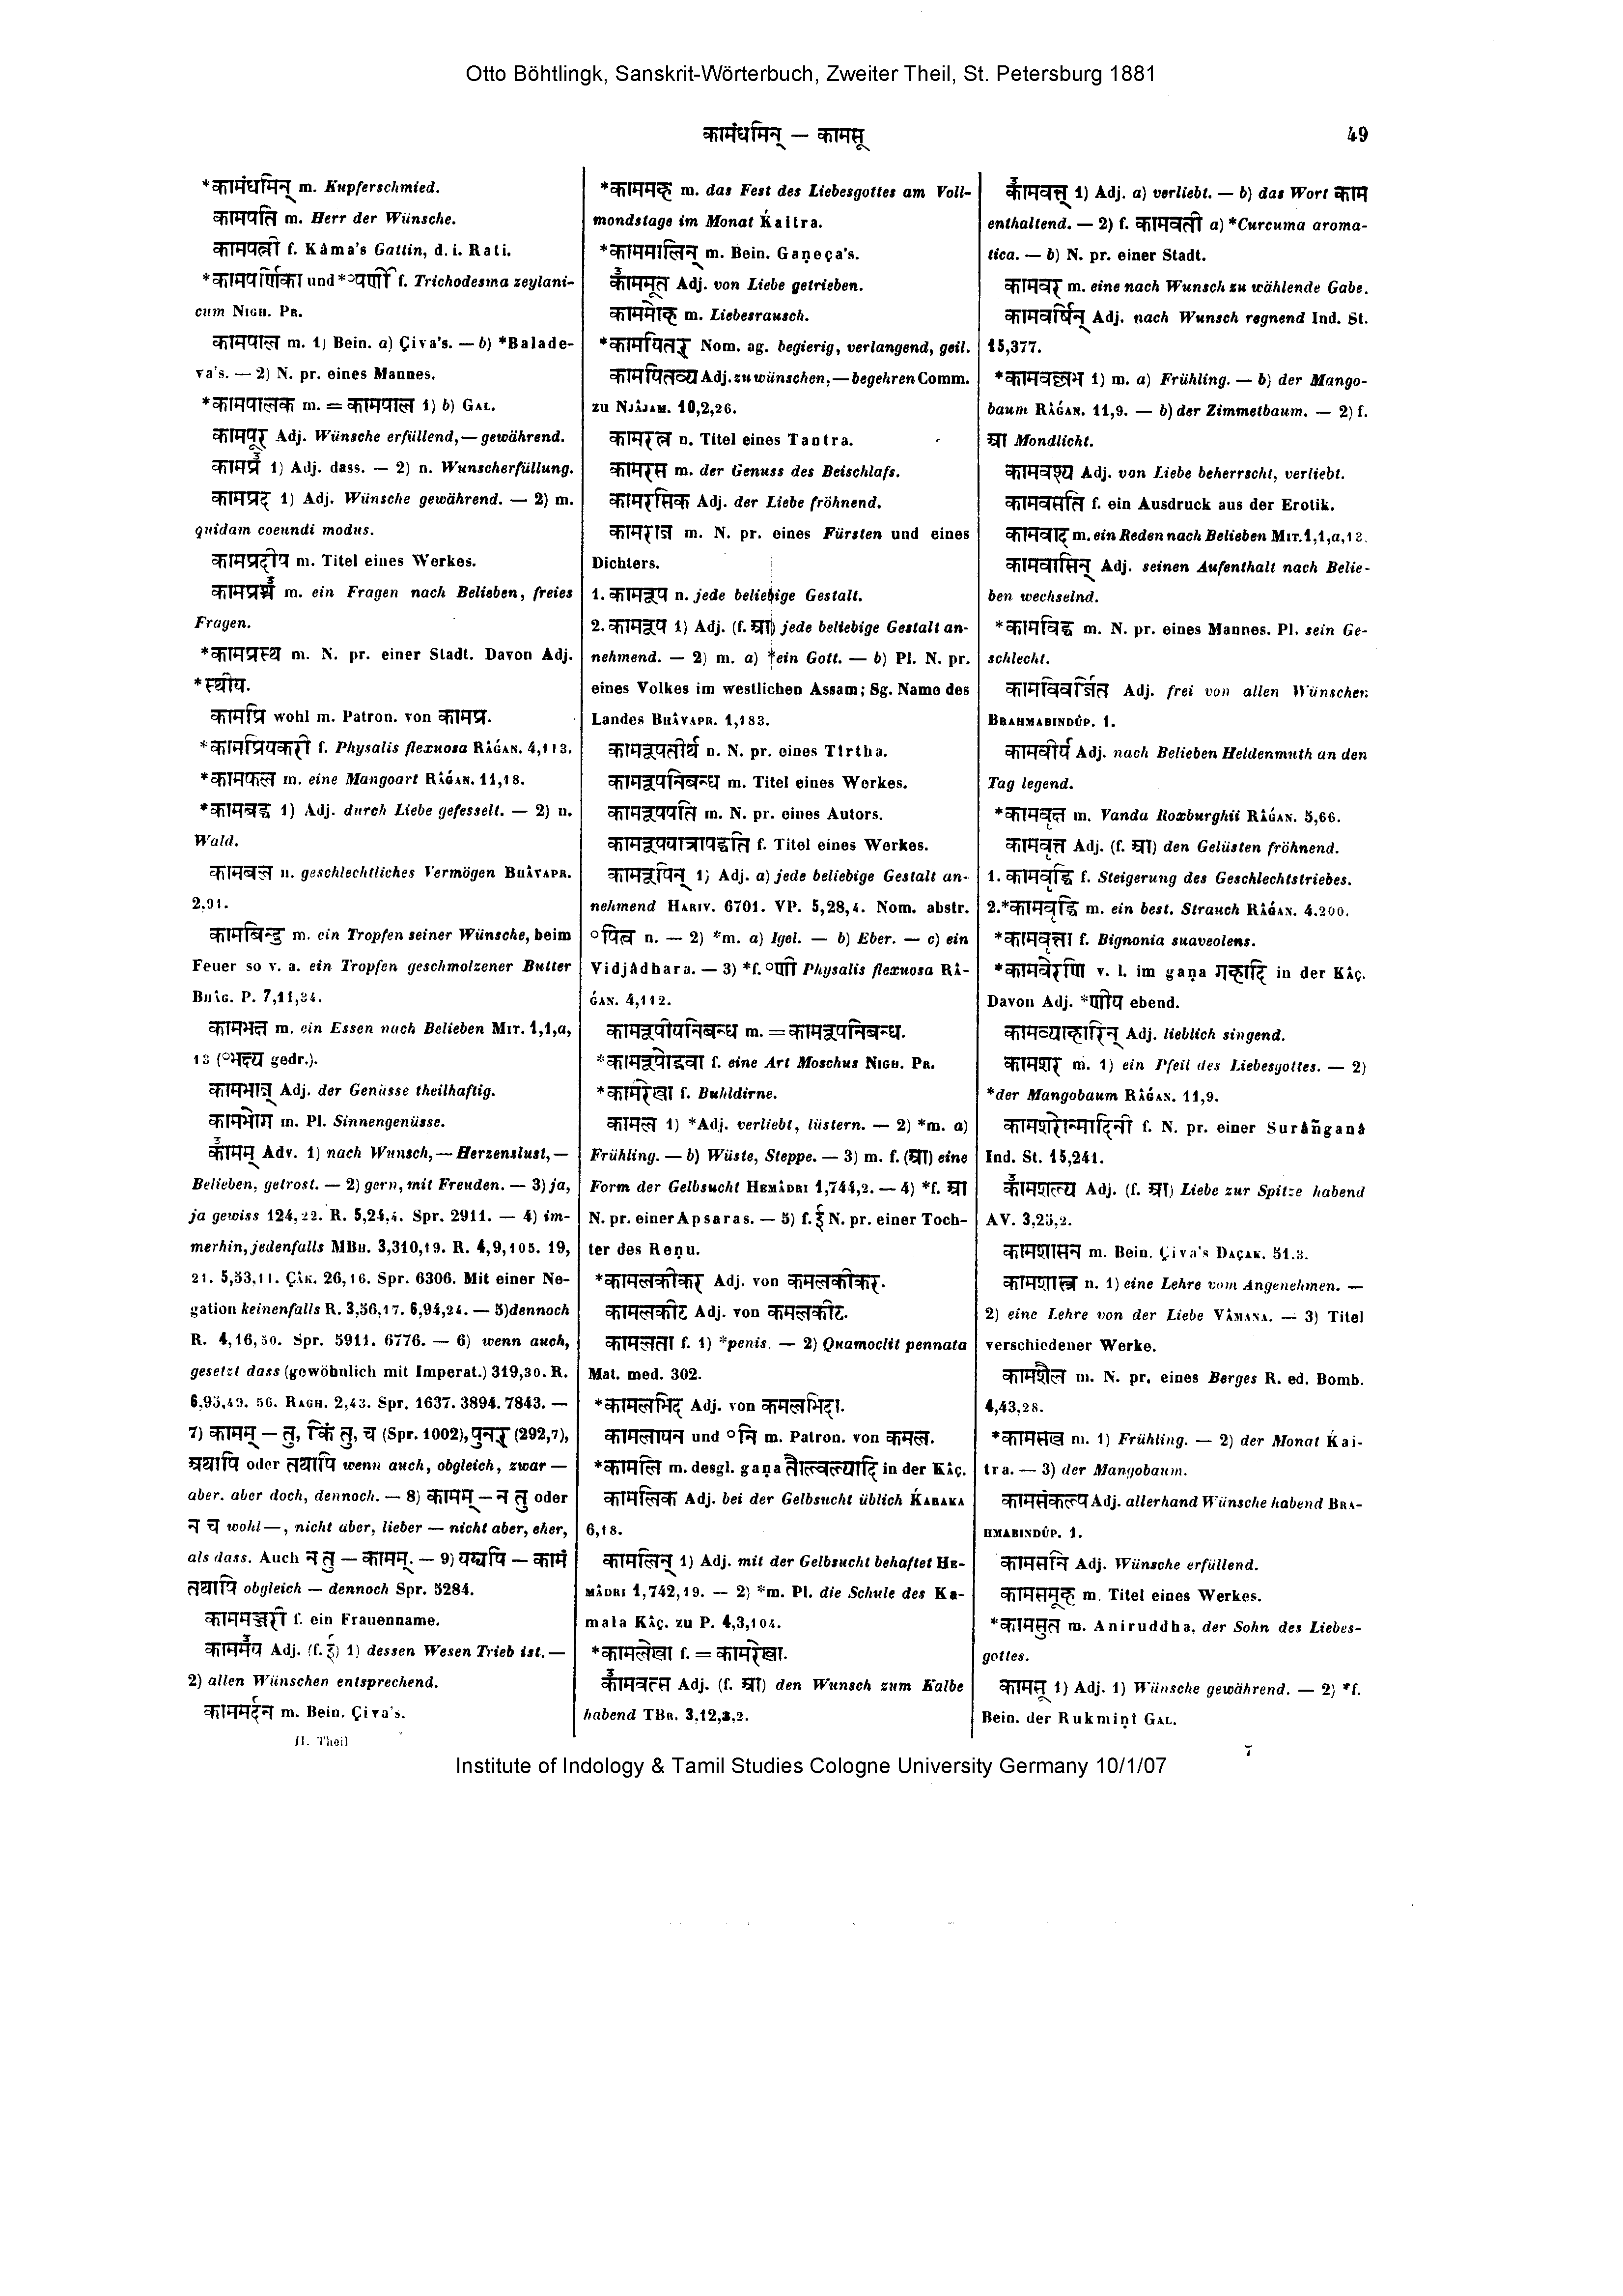 Otto Böhtlingk, Sanskrit-Wörterbuch, Zweiter Theil, St. Petersburg 1881
कामंधमिन् — कामसू 49
*कामंधमिन् m. Kupferschmied.
कामपति m. Herr der Wünsche.
कामपत्नी f. Kâma's Gattin, d. i. Rati.
*कामपर्णिका und *°पर्णी f. Trichodesma zeylani-
cum NIGH. PR.
कामपाल m. 1) Bein. a) Çiva's. — b) *Balade-
va's. — 2) N. pr. eines Mannes.
*कामपालक m. = कामपाल 1) b) GAL.
कामपूर Adj. Wünsche erfüllend, — gewährend.
कामप्रँ 1) Adj. dass. — 2) n. Wunscherfüllung.
कामप्रद 1) Adj. Wünsche gewährend. — 2) m.
quidam coeundi modus.
कामप्रदीप m. Titel eines Werkes.
कामप्रश्नँ m. ein Fragen nach Belieben, freies
Fragen.
*कामप्रस्थ m. N. pr. einer Stadt. Davon Adj.
*स्थीय.
कामप्रि wohl m. Patron. von कामप्र.
*कामप्रियकरी f. Physalis flexuosa RÂGAN. 4,113.
*कामफल m. eine Mangoart RÂGAN. 11,18.
*कामबद्ध 1) Adj. durch Liebe gefesselt. — 2) n.
Wald.
कामबल n. geschlechtliches Vermögen BHÂVAPR.
2,91.
कामबिन्दु m. ein Tropfen seiner Wünsche, beim
Feuer so v. a. ein Tropfen geschmolzener Butter
BHÂG. P. 7,11,34.
कामभक्ष m. ein Essen nach Belieben MIT. 1,1,a,
13 (°भक्ष्य gedr.).
कामभाज् Adj. der Genüsse theilhaftig.
कामभोग m. Pl. Sinnengenüsse.
काँमम् Adv. 1) nach Wunsch, — Herzenslust, —
Belieben, getrost. — 2) gern, mit Freuden. — 3) ja,
ja gewiss 124,22. R. 5,24,4. Spr. 2911. — 4) im-
merhin, jedenfalls MBH. 3,310,19. R. 4,9,105. 19,
21. 5,53,11. ÇÂK. 26,16. Spr. 6306. Mit einer Ne-
gation keinenfalls R. 3,56,17. 6,94,24. — 5) dennoch
R. 4,16,50. Spr. 5911. 6776. — 6) wenn auch,
gesetzt dass (gewöhnlich mit Imperat.) 319,30. R.
6,95,49. 56. RAGH. 2,43. Spr. 1637. 3894. 7843. —
7) कामम् — तु, किं तु, च (Spr. 1002), पुनर् (292,7),
अथापि oder तथापि wenn auch, obgleich, zwar —
aber, aber doch, dennoch. — 8) कामम् — न तु oder
न च wohl —, nicht aber, lieber — nicht aber, eher,
als dass. Auch न तु — कामम्. — 9) यद्यपि — कामं
तथापि obgleich — dennoch Spr. 5284.
काममञ्जरी f. ein Frauenname.
काममँय Adj. (f. ई) 1) dessen Wesen Trieb ist. —
2) allen Wünschen entsprechend.
काममर्दन m. Bein. Çiva's.
II. Theil
*काममह m. das Fest des Liebesgottes am Voll-
mondstage im Monat Kaitra.
*काममालिन् m. Bein. Gaṇeça's.
काँममूत Adj. von Liebe getrieben.
काममोह m. Liebesrausch.
*कामयितर् Nom. ag. begierig, verlangend, geil.
कामयितव्य Adj. zu wünschen, — begehren Comm.
zu NJÂJAM. 10,2,26.
कामरत्न n. Titel eines Tantra.
कामरस m. der Genuss des Beischlafs.
कामरसिक Adj. der Liebe fröhnend.
कामराज m. N. pr. eines Fürsten und eines
Dichters.
1. कामरूप n. jede beliebige Gestalt.
2. कामरूप 1) Adj. (f. आ) jede beliebige Gestalt an-
nehmend. — 2) m. a) *ein Gott. — b) Pl. N. pr.
eines Volkes im westlichen Assam; Sg. Name des
Landes BHÂVAPR. 1,183.
कामरूपतीर्थ n. N. pr. eines Tîrtha.
कामरूपनिबन्ध m. Titel eines Werkes.
कामरूपपति m. N. pr. eines Autors.
कामरूपयात्रापद्धति f. Titel eines Werkes.
कामरूपिन् 1) Adj. a) jede beliebige Gestalt an-
nehmend HARIV. 6701. VP. 5,28,4. Nom. abstr.
°पित्व n. — 2) *m. a) Igel. — b) Eber. — c) ein
Vidjâdhara. — 3) *f. °णी Physalis flexuosa RÂ-
GAN. 4,112.
कामरूपीयनिबन्ध m. = कामरूपनिबन्ध.
*कामरूपोद्भवा f. eine Art Moschus NIGH. PR.
*कामरेखा f. Buhldirne.
कामल 1) *Adj. verliebt, lüstern. — 2) *m. a)
Frühling. — b) Wüste, Steppe. — 3) m. f. (आ) eine
Form der Gelbsucht HEMÂDRI 1,744,2. — 4) *f. आ
N. pr. einer Apsaras. — 5) f. ई N. pr. einer Toch-
ter des Reṇu.
*कामलकीकर Adj. von कमलकीकर.
कामलकीट Adj. von कमलकीट.
कामलता f. 1) *penis. — 2) Quamoclit pennata
Mat. med. 302.
*कामलभिद Adj. von कमलभिदा.
कामलायन und °नि m. Patron. von कमल.
*कामलि m. desgl. gaṇa तौल्वल्यादि in der Kâç.
कामलिक Adj. bei der Gelbsucht üblich KARAKA
6,18.
कामलिन् 1) Adj. mit der Gelbsucht behaftet HE-
MÂDRI 1,742,19. — 2) *m. Pl. die Schule des Ka-
mala Kâç. zu P. 4,3,104.
*कामलेखा f. = कामरेखा.
काँमवत्स Adj. (f. आ) den Wunsch zum Kalbe
habend TBR. 3,12,3,2.
काँमवत्त् 1) Adj. a) verliebt. — b) das Wort काम
enthaltend. — 2) f. कामवती a) *Curcuma aroma-
tica. — b) N. pr. einer Stadt.
कामवर m. eine nach Wunsch zu wählende Gabe.
कामवर्षिन् Adj. nach Wunsch regnend Ind. St.
15,377.
*कामवल्लभ 1) m. a) Frühling. — b) der Mango-
baum RÂGAN. 11,9. — b) der Zimmetbaum. — 2) f.
आ Mondlicht.
कामवश्य Adj. von Liebe beherrscht, verliebt.
कामवसति f. ein Ausdruck aus der Erotik.
कामवाद m. ein Reden nach Belieben MIT. 1,1,a,13.
कामवासिन् Adj. seinen Aufenthalt nach Belie-
ben wechselnd.
*कामविद्ध m. N. pr. eines Mannes. Pl. sein Ge-
schlecht.
कामविवर्जित Adj. frei von allen Wünschen
BRAHMABINDÛP. 1.
कामवीर्य Adj. nach Belieben Heldenmuth an den
Tag legend.
*कामवृक्ष m. Vanda Roxburghii RÂGAN. 5,66.
कामवृत्त Adj. (f. आ) den Gelüsten fröhnend.
1. कामवृद्धि f. Steigerung des Geschlechtstriebes.
2.*कामवृद्धि m. ein best. Strauch RÂGAN. 4.200.
*कामवृत्ता f. Bignonia suaveolens.
*कामवेरणि v. l. im gaṇa गहादि in der Kâç.
Davon Adj. *णीय ebend.
कामव्याहारिन् Adj. lieblich singend.
कामशर m. 1) ein Pfeil des Liebesgottes. — 2)
*der Mangobaum RÂGAN. 11,9.
कामशरोन्मादिनी f. N. pr. einer Surâṅganâ
Ind. St. 15,241.
काँमशल्य Adj. (f. आ) Liebe zur Spitze habend
AV. 3,25,2.
कामशासन m. Bein. Çiva's DAÇAK. 51.3.
कामशास्त्र n. 1) eine Lehre vom Angenehmen. —
2) eine Lehre von der Liebe VÂMANA. — 3) Titel
verschiedener Werke.
कामशैल m. N. pr. eines Berges R. ed. Bomb.
4,43,28.
*कामसख m. 1) Frühling. — 2) der Monat Kai-
tra. — 3) der Mangobaum.
कामसंकल्प Adj. allerhand Wünsche habend BRA-
HMABINDÛP. 1.
कामसनि Adj. Wünsche erfüllend.
कामसमूह m. Titel eines Werkes.
*कामसुत m. Aniruddha, der Sohn des Liebes-
gottes.
कामसू 1) Adj. 1) Wünsche gewährend. — 2) *f.
Bein. der Rukmiṇî GAL.
7
Institute of Indology & Tamil Studies Cologne University Germany 10/1/07